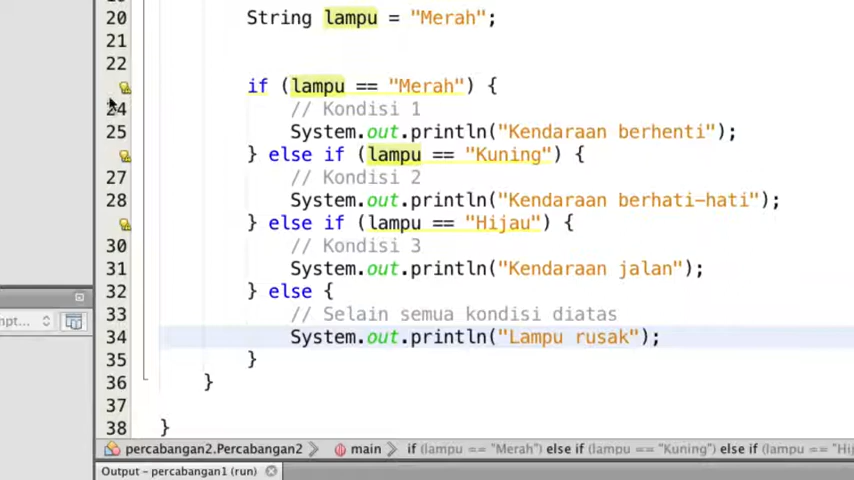 20 String lampu = "Merah";
21
22
if (lampu == "Merah") {
24 // Kondisi 1
25 System.out.println("Kendaraan berhenti");
} else if (lampu == "Kuning") {
27 // Kondisi 2
28 System.out.println("Kendaraan berhati-hati");
} else if (lampu == "Hijau") {
30 // Kondisi 3
31 System.out.println("Kendaraan jalan");
32 } else {
33 // Selain semua kondisi diatas
34 System.out.println("Lampu rusak");
35 }
36 }
37
38 }
mpt...
percabangan2.Percabangan2 main if (lampu == "Merah") else if (lampu == "Kuning") else if (lampu == "Hi
Output - percabangan1 (run)